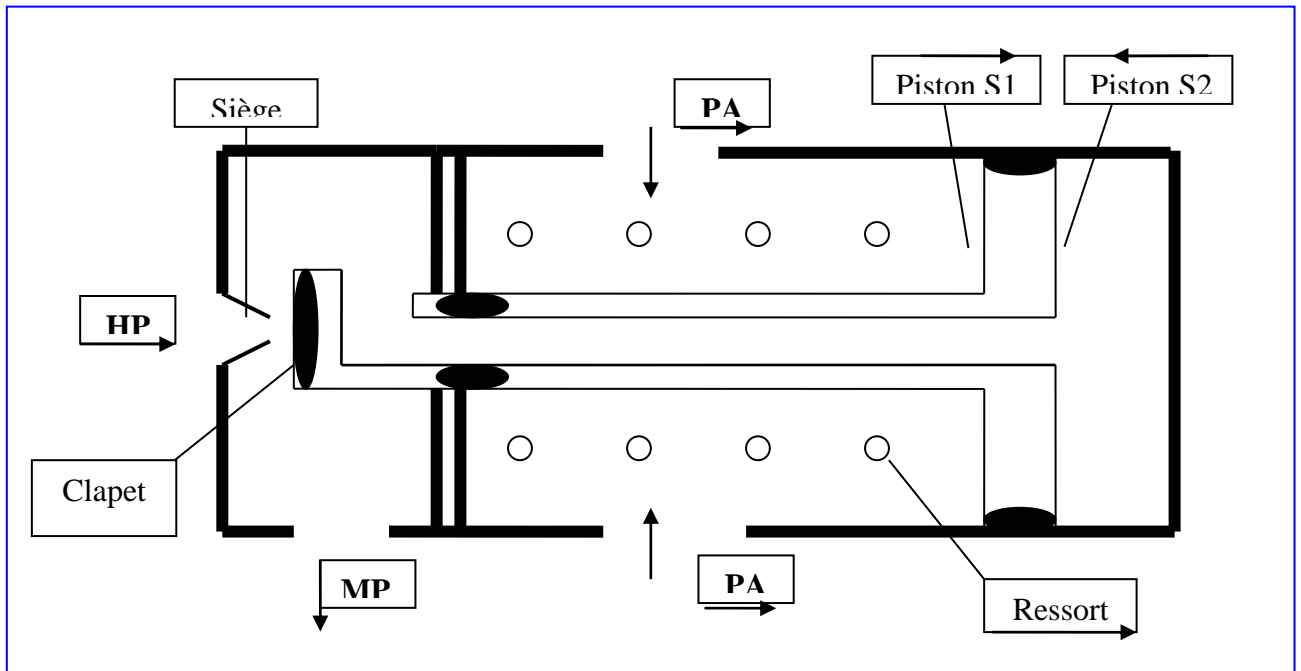 Piston S1
Piston S2
Siège
PA
HP
Clapet
MP
PA
Ressort